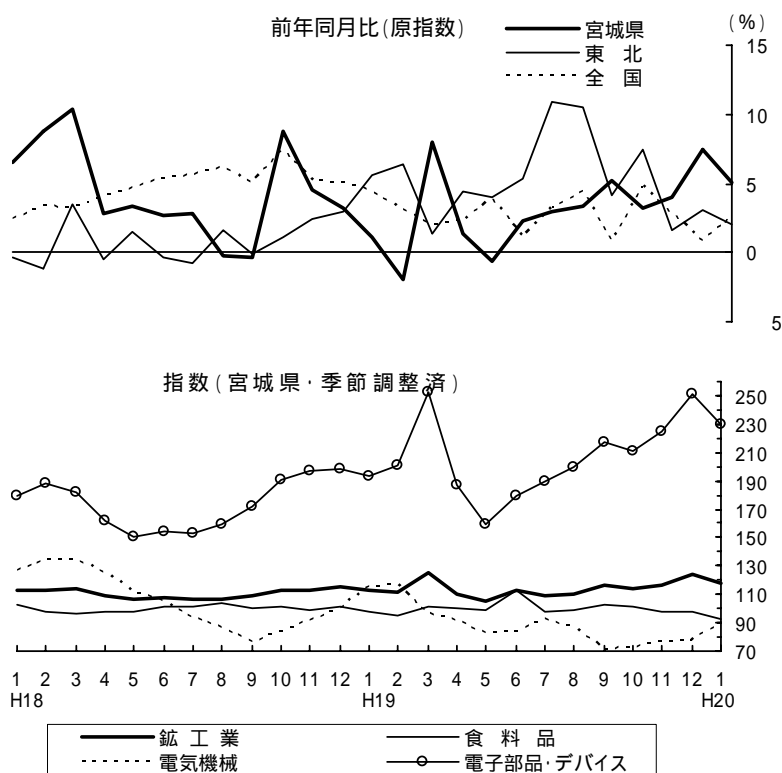 前年同月比(原指数)
宮城県
東 北
全 国
(%)
15
10
5
0
5
指数(宮城県・季節調整済)
250
230
210
190
170
150
130
110
90
70
1 2 3 4 5 6 7 8 9 10 11 12 1 2 3 4 5 6 7 8 9 10 11 12 1
H18 H19 H20
鉱 工 業 食 料 品
電気機械 電子部品・デバイス